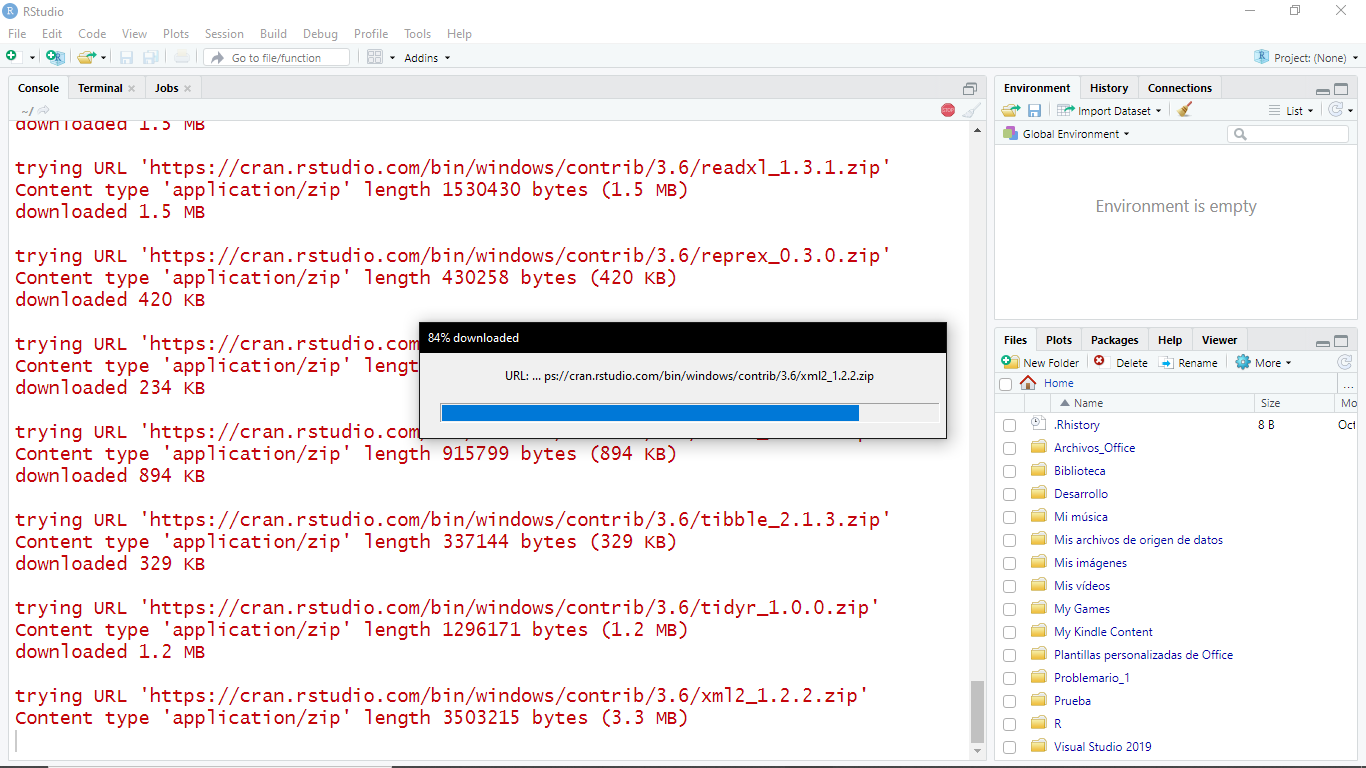 RStudio
File Edit Code View Plots Session Build Debug Profile Tools Help
Go to file/function Addins Project: (None)
Console Terminal Jobs
~/
downloaded 1.5 MB
trying URL 'https://cran.rstudio.com/bin/windows/contrib/3.6/readxl_1.3.1.zip'
Content type 'application/zip' length 1530430 bytes (1.5 MB)
downloaded 1.5 MB
trying URL 'https://cran.rstudio.com/bin/windows/contrib/3.6/reprex_0.3.0.zip'
Content type 'application/zip' length 430258 bytes (420 KB)
downloaded 420 KB
trying URL 'https://cran.rstudio.com
Content type 'application/zip' leng
downloaded 234 KB
trying URL 'https://cran.rstudio.com/
Content type 'application/zip' length 915799 bytes (894 KB)
downloaded 894 KB
trying URL 'https://cran.rstudio.com/bin/windows/contrib/3.6/tibble_2.1.3.zip'
Content type 'application/zip' length 337144 bytes (329 KB)
downloaded 329 KB
trying URL 'https://cran.rstudio.com/bin/windows/contrib/3.6/tidyr_1.0.0.zip'
Content type 'application/zip' length 1296171 bytes (1.2 MB)
downloaded 1.2 MB
trying URL 'https://cran.rstudio.com/bin/windows/contrib/3.6/xml2_1.2.2.zip'
Content type 'application/zip' length 3503215 bytes (3.3 MB)
84% downloaded
URL: ... ps://cran.rstudio.com/bin/windows/contrib/3.6/xml2_1.2.2.zip
Environment History Connections
Import Dataset List
Global Environment
Environment is empty
Files Plots Packages Help Viewer
New Folder Delete Rename More
Home ...
Name Size Mo
.Rhistory 8 B Oct
Archivos_Office
Biblioteca
Desarrollo
Mi música
Mis archivos de origen de datos
Mis imágenes
Mis vídeos
My Games
My Kindle Content
Plantillas personalizadas de Office
Problemario_1
Prueba
R
Visual Studio 2019